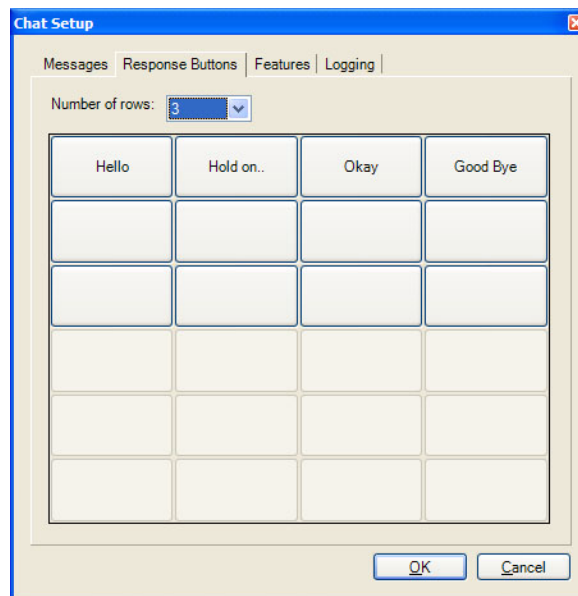 Chat Setup
Messages Response Buttons Features Logging
Number of rows: 3
Hello Hold on.. Okay Good Bye
OK Cancel